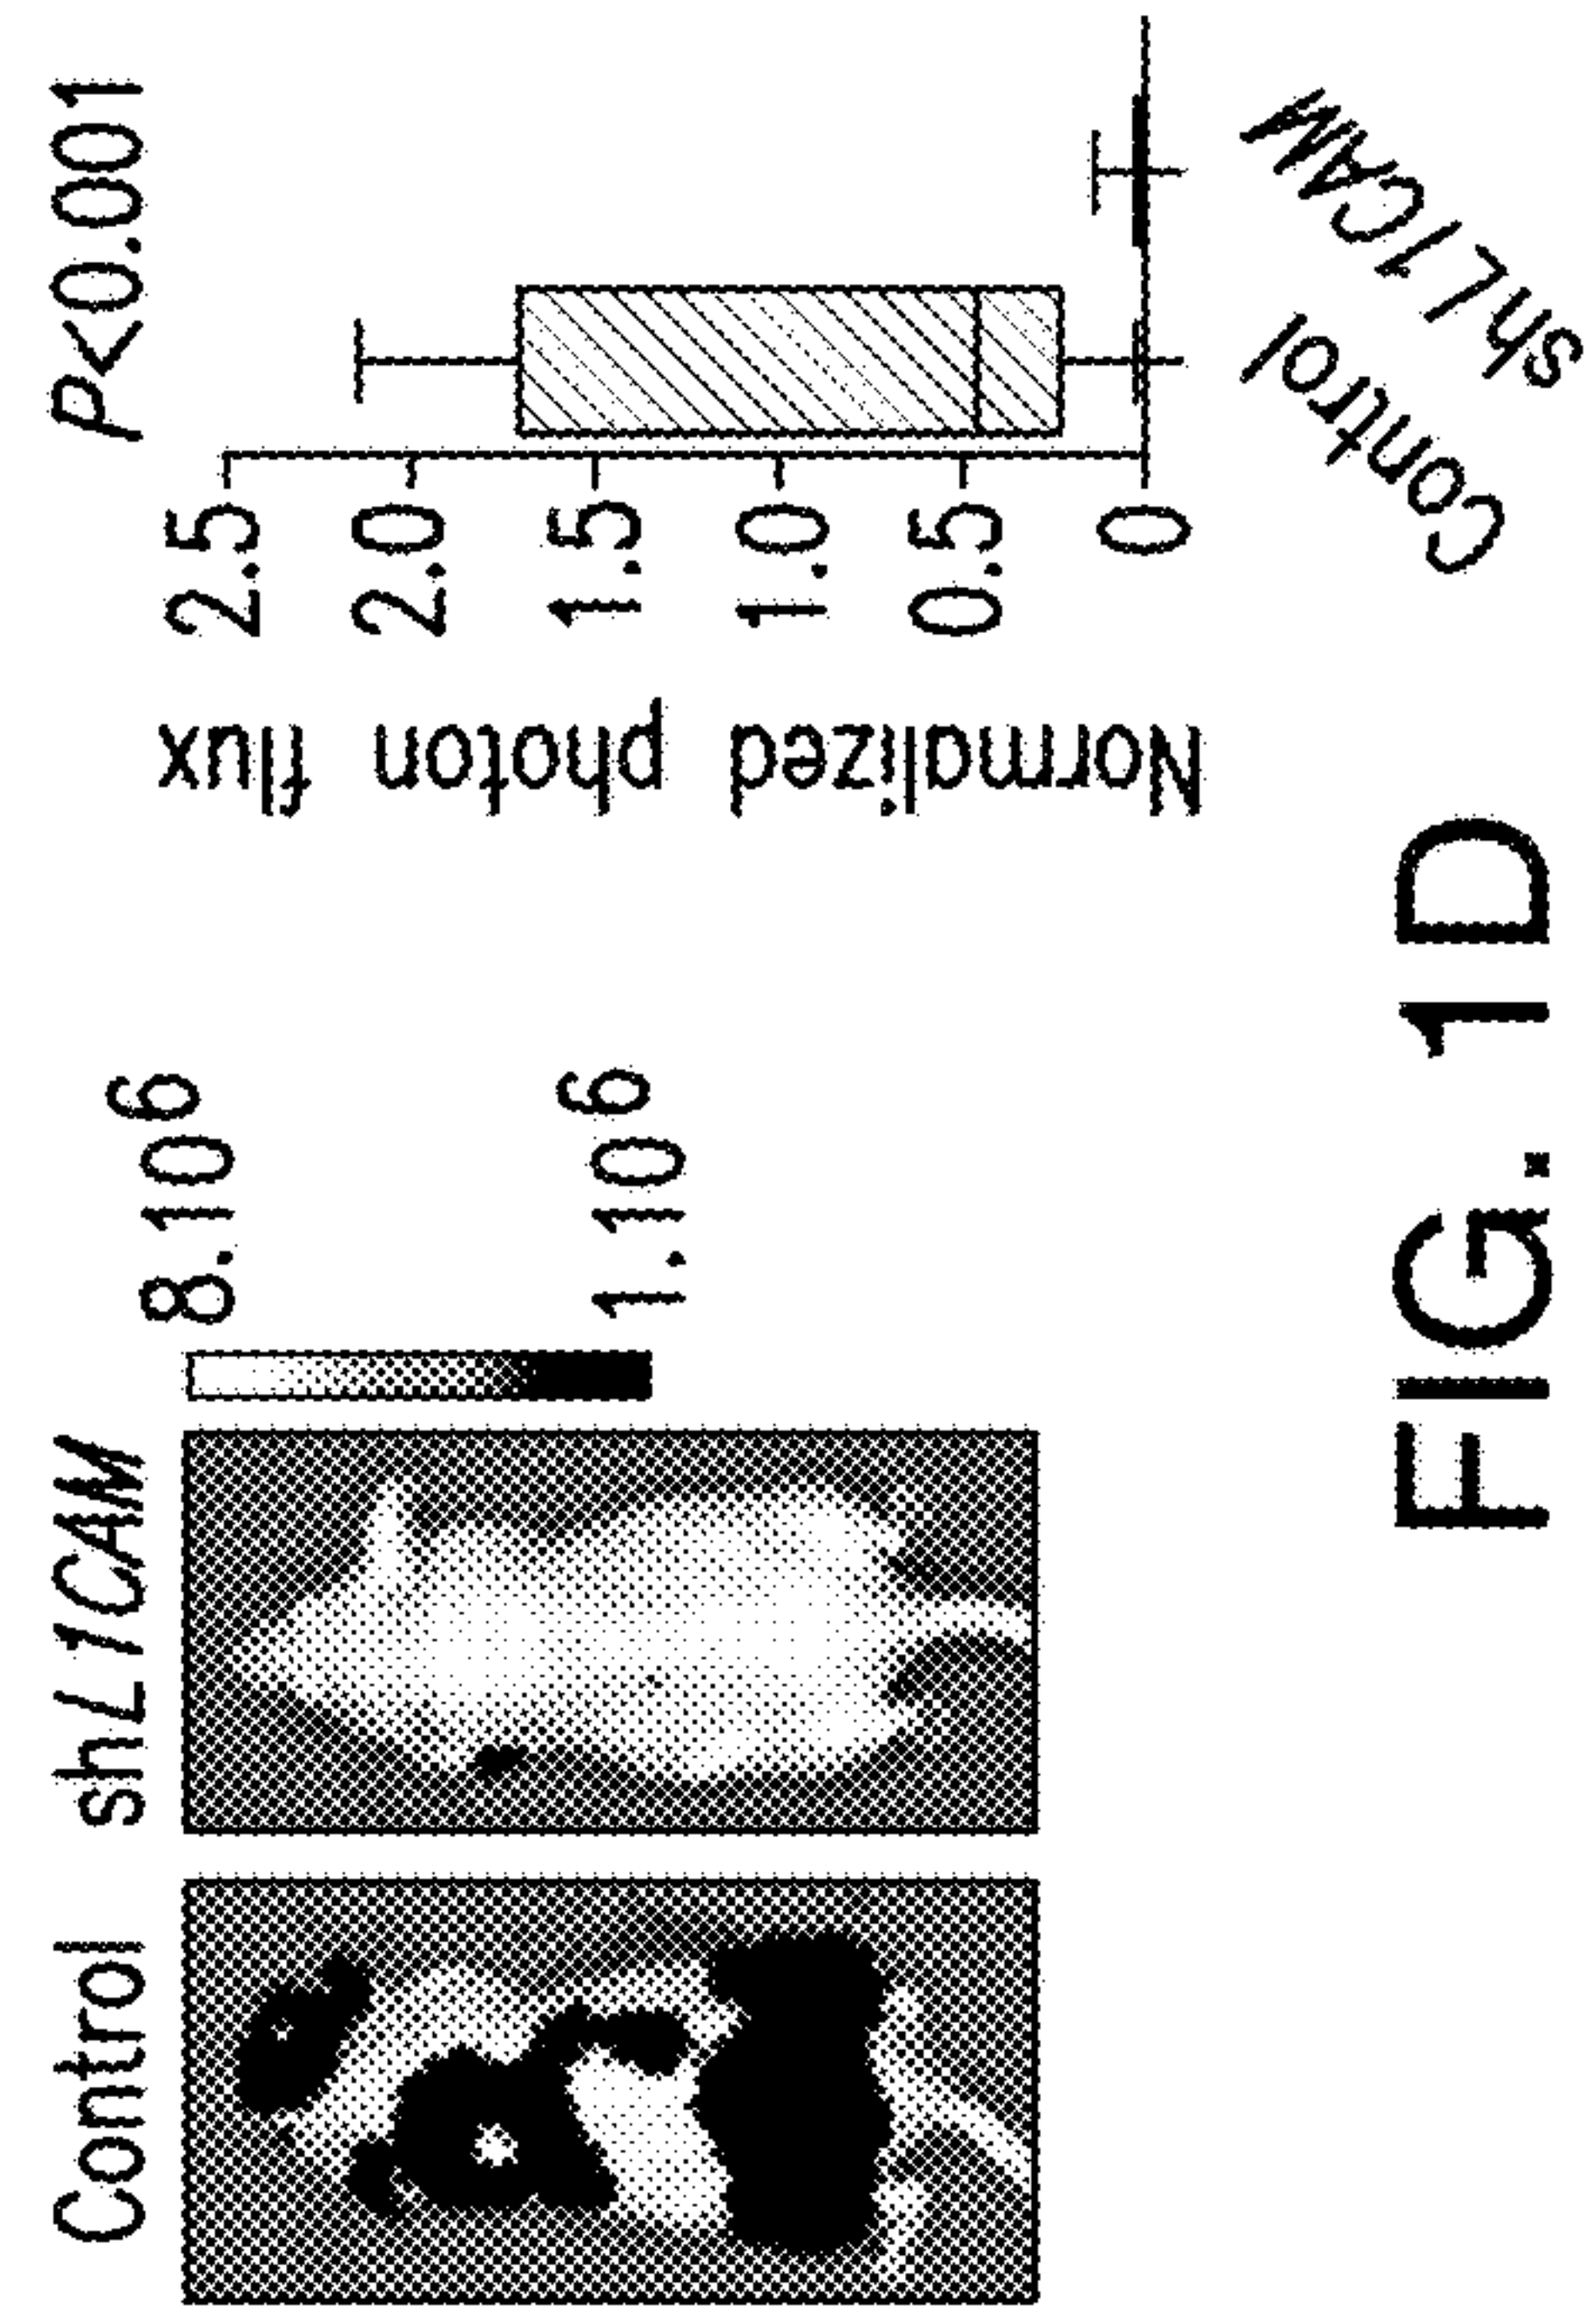 Control
shL1CAM
8.10⁶
1.10⁶
P<0.001
Normalized photon flux
2.5
2.0
1.5
1.0
0.5
0
Control
shL1CAM
FIG. 1D